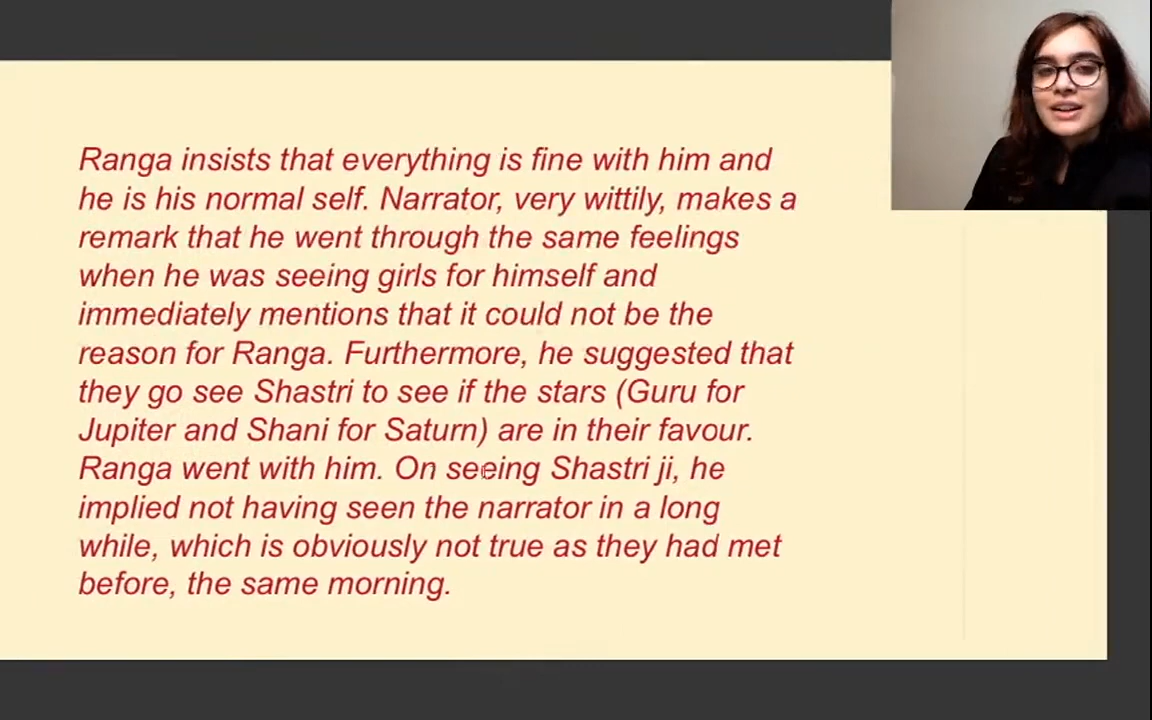 Ranga insists that everything is fine with him and
he is his normal self. Narrator, very wittily, makes a
remark that he went through the same feelings
when he was seeing girls for himself and
immediately mentions that it could not be the
reason for Ranga. Furthermore, he suggested that
they go see Shastri to see if the stars (Guru for
Jupiter and Shani for Saturn) are in their favour.
Ranga went with him. On seeing Shastri ji, he
implied not having seen the narrator in a long
while, which is obviously not true as they had met
before, the same morning.